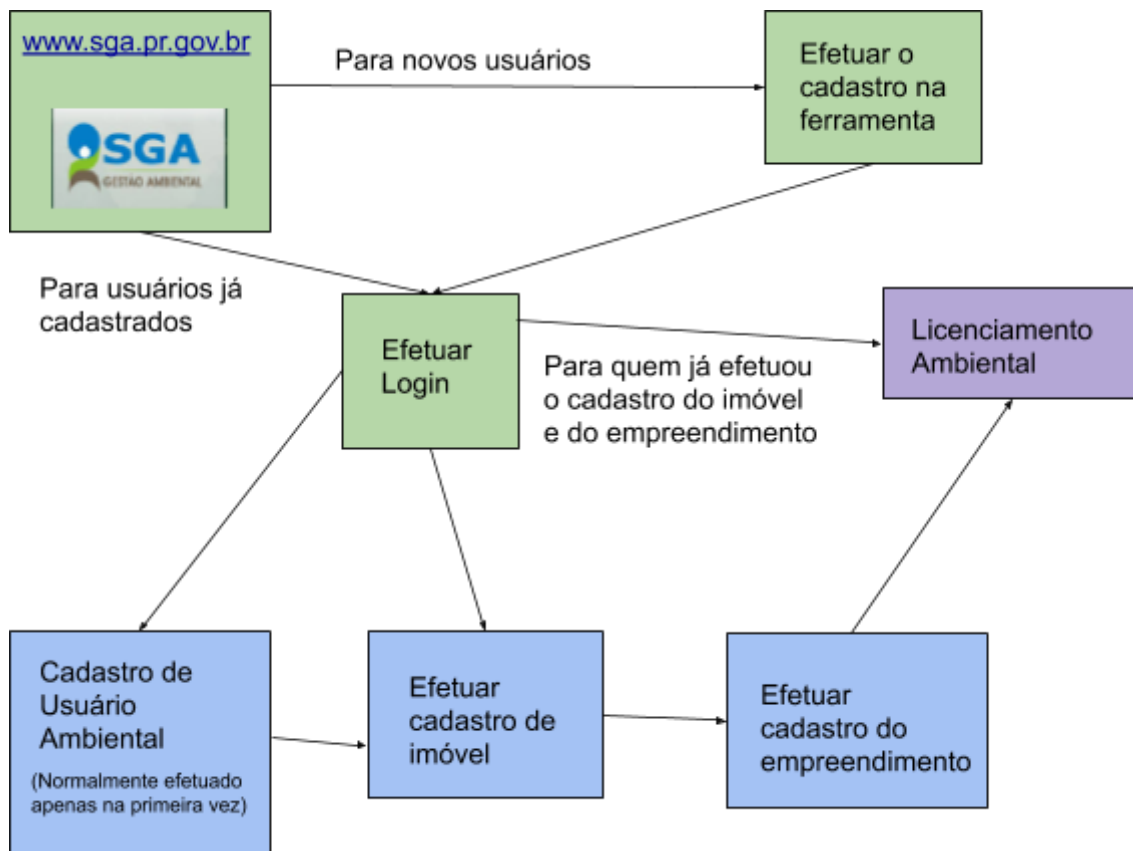 www.sga.pr.gov.br
SGA
GESTÃO AMBIENTAL
Para novos usuários
Efetuar o
cadastro na
ferramenta
Para usuários já
cadastrados
Efetuar
Login
Para quem já efetuou
o cadastro do imóvel
e do empreendimento
Licenciamento
Ambiental
Cadastro de
Usuário
Ambiental
(Normalmente efetuado
apenas na primeira vez)
Efetuar
cadastro de
imóvel
Efetuar
cadastro do
empreendimento